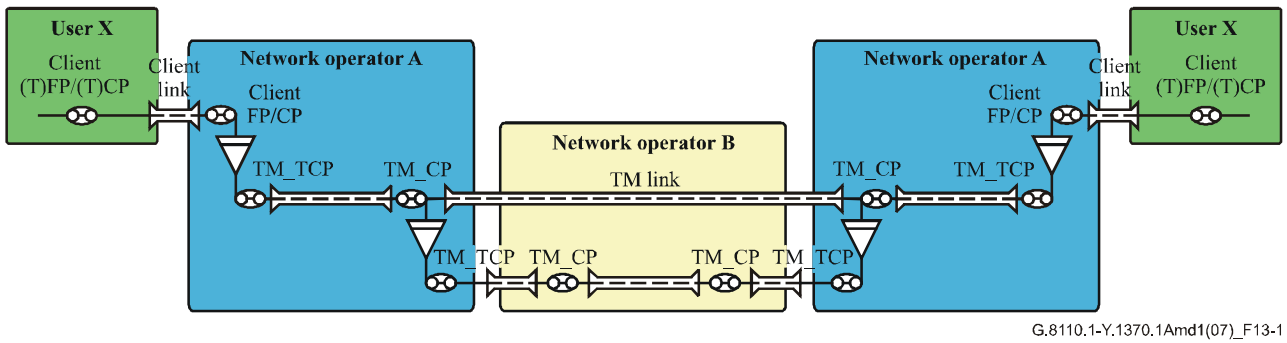 User X
Client
(T)FP/(T)CP
Client
link
Network operator A
Client
FP/CP
TM_TCP
TM_CP
TM_TCP
Network operator B
TM link
TM_CP
TM_CP
Network operator A
Client
FP/CP
TM_CP
TM_TCP
TM_TCP
Client
link
User X
Client
(T)FP/(T)CP
G.8110.1-Y.1370.1Amd1(07)_F13-1